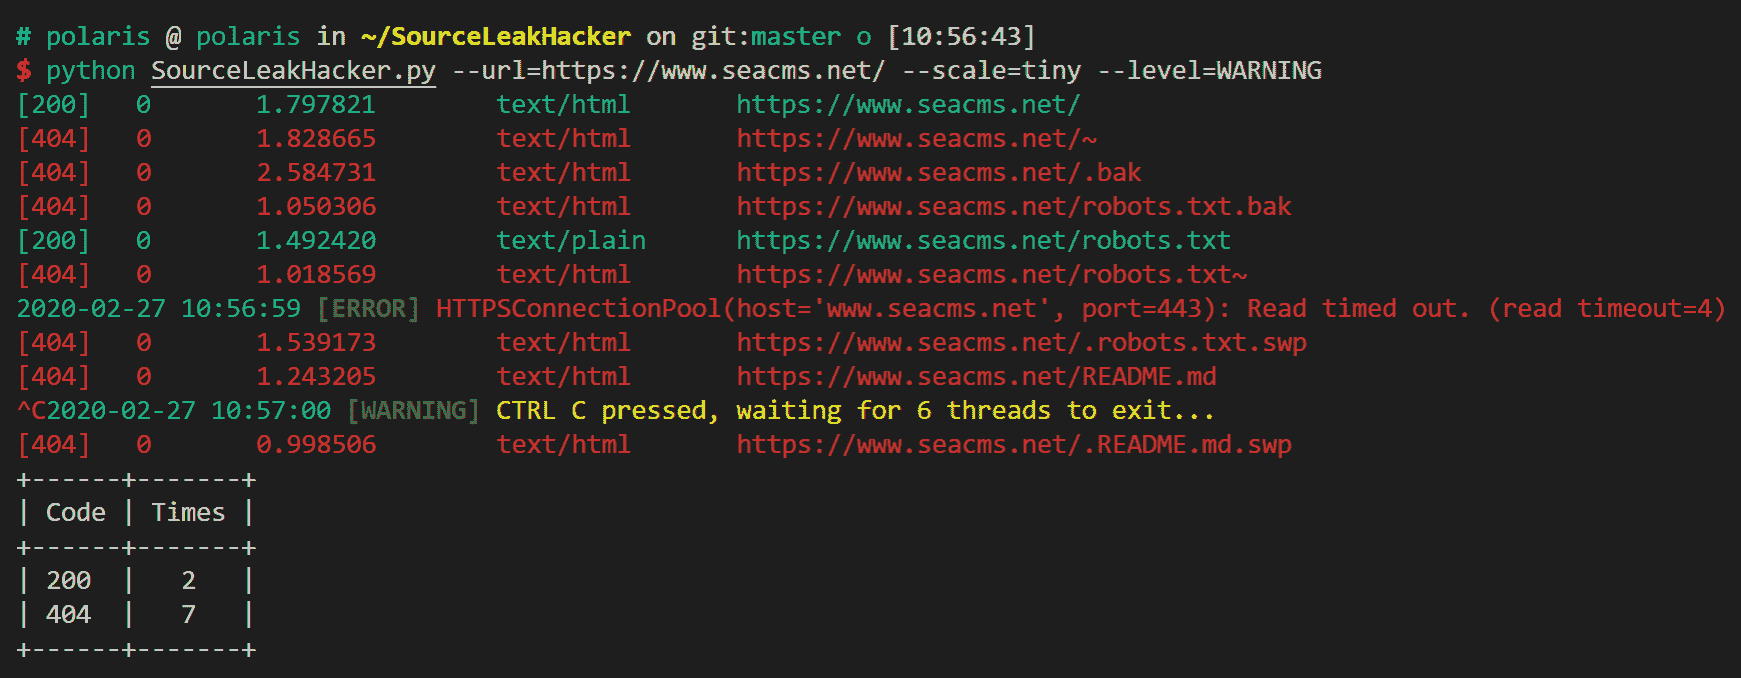 # polaris @ polaris in ~/SourceLeakHacker on git:master o [10:56:43]
$ python SourceLeakHacker.py --url=https://www.seacms.net/ --scale=tiny --level=WARNING
[200]   0       1.797821        text/html       https://www.seacms.net/
[404]   0       1.828665        text/html       https://www.seacms.net/~
[404]   0       2.584731        text/html       https://www.seacms.net/.bak
[404]   0       1.050306        text/html       https://www.seacms.net/robots.txt.bak
[200]   0       1.492420        text/plain      https://www.seacms.net/robots.txt
[404]   0       1.018569        text/html       https://www.seacms.net/robots.txt~
2020-02-27 10:56:59 [ERROR] HTTPSConnectionPool(host='www.seacms.net', port=443): Read timed out. (read timeout=4)
[404]   0       1.539173        text/html       https://www.seacms.net/.robots.txt.swp
[404]   0       1.243205        text/html       https://www.seacms.net/README.md
^C2020-02-27 10:57:00 [WARNING] CTRL C pressed, waiting for 6 threads to exit...
[404]   0       0.998506        text/html       https://www.seacms.net/.README.md.swp
+------+-------+
| Code | Times |
+------+-------+
| 200  |   2   |
| 404  |   7   |
+------+-------+